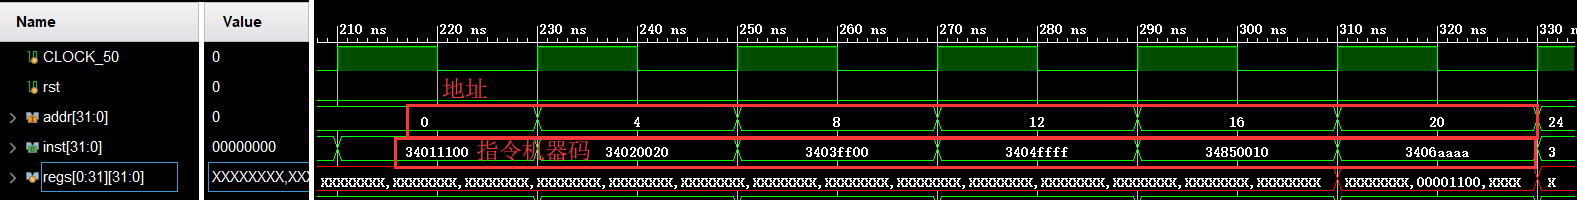 Name Value 210 ns 220 ns 230 ns 240 ns 250 ns 260 ns 270 ns 280 ns 290 ns 300 ns 310 ns 320 ns 330 ns
CLOCK_50 0
rst 0 地址
addr[31:0] 0 0 4 8 12 16 20 24
inst[31:0] 00000000 34011100 指令机器码 34020020 3403ff00 3404ffff 34850010 3406aaaa 3
regs[0:31][31:0] XXXXXXXX,XXX XXXXXXXX,XXXXXXXX,XXXXXXXX,XXXXXXXX,XXXXXXXX,XXXXXXXX,XXXXXXXX,XXXXXXXX,XXXXXXXX,XXXXXXXX,XXXXXXXX,XXXXXXXX,XXXXXXXX,XXXXXXXX XXXXXXXX,00001100,XXXX X